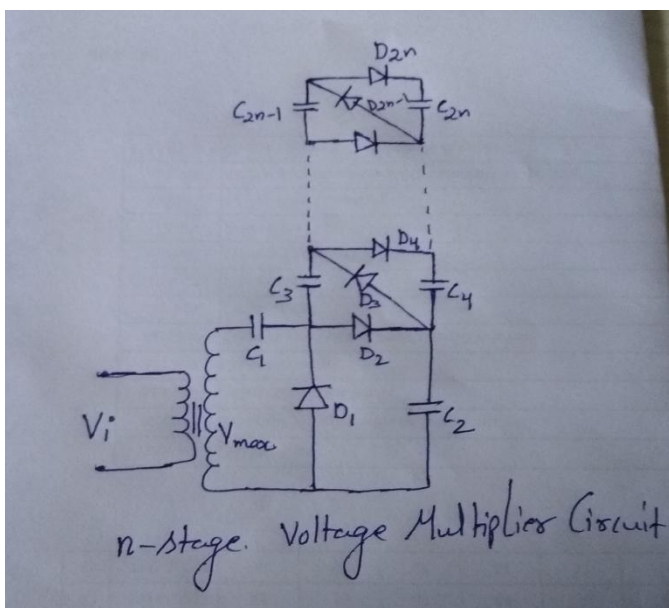 D2n
C2n-1
D2n-1
C2n
D4
C3
D3
C4
C1
D2
Vi
Vmax
D1
C2
n-stage. Voltage Multiplier Circuit